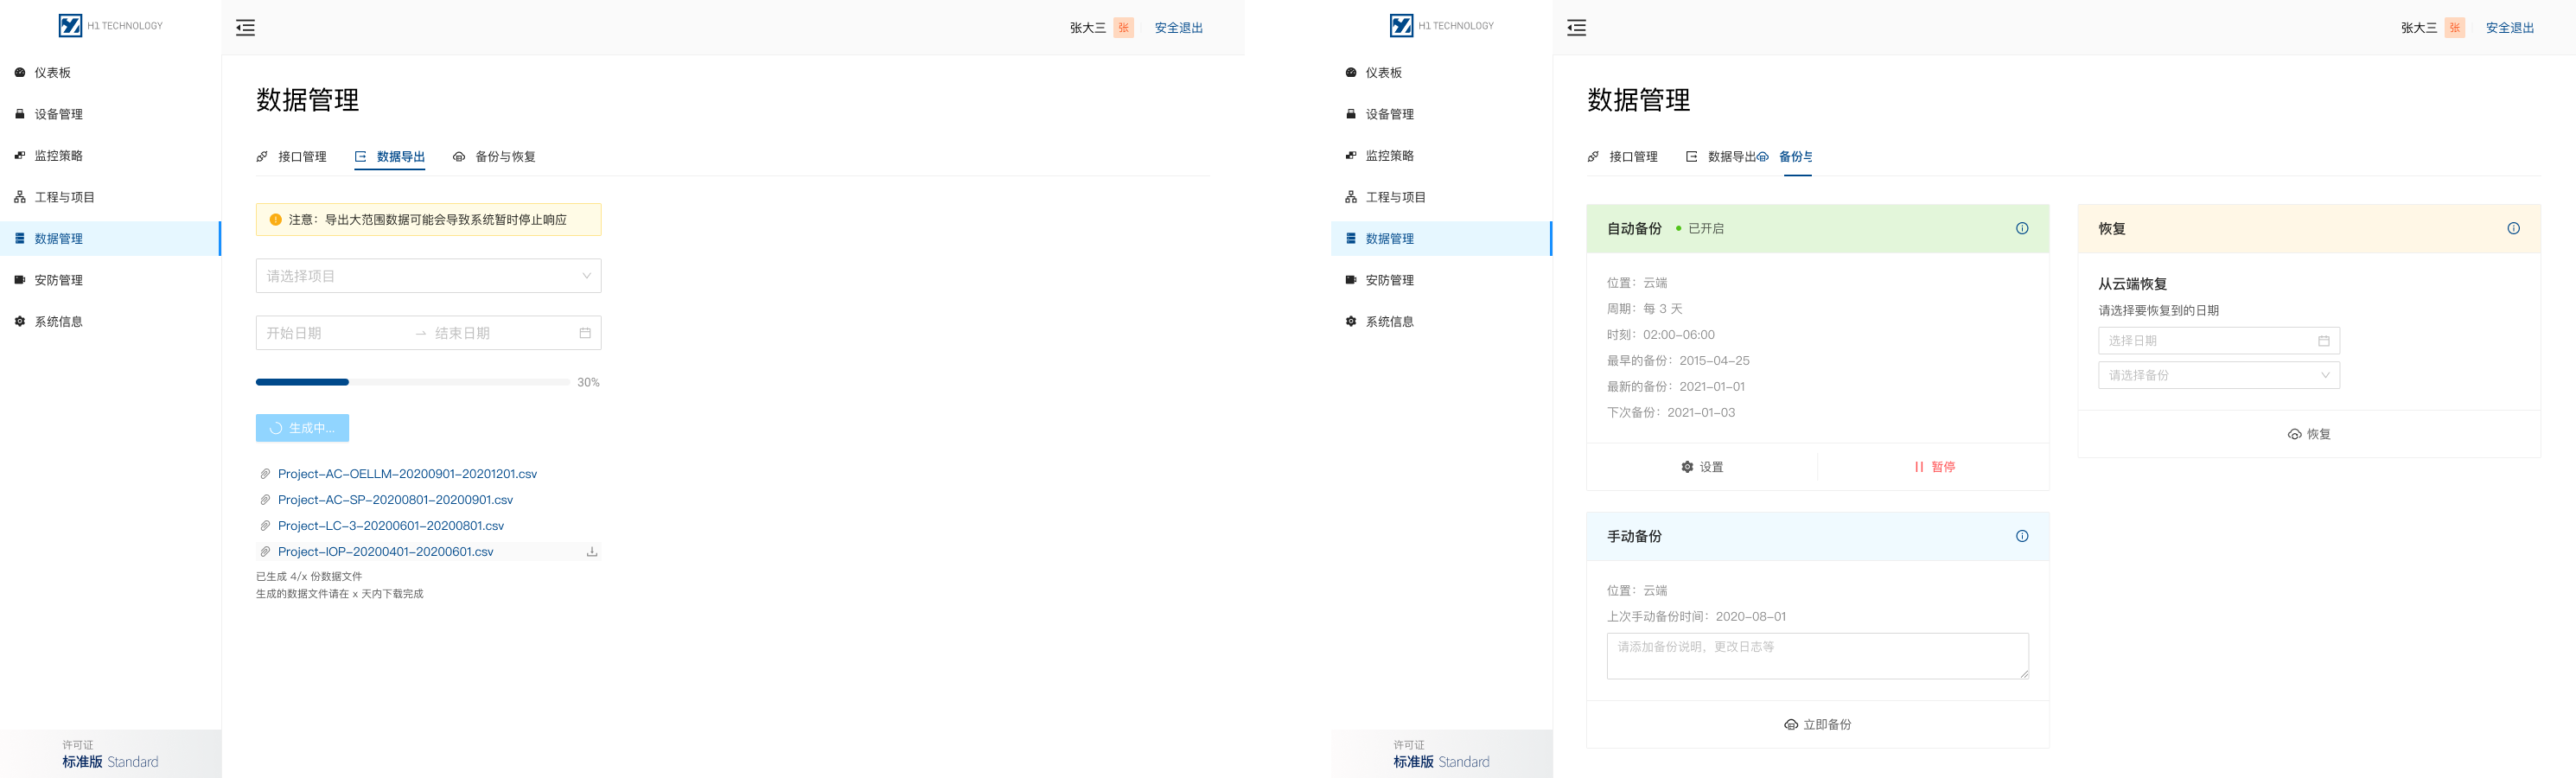 H1 TECHNOLOGY
张大三 张 安全退出
仪表板
设备管理
监控策略
工程与项目
数据管理
安防管理
系统信息
许可证
标准版 Standard
数据管理
接口管理 数据导出 备份与恢复
注意：导出大范围数据可能会导致系统暂时停止响应
请选择项目
开始日期 → 结束日期
30%
生成中...
Project-AC-OELLM-20200901-20201201.csv
Project-AC-SP-20200801-20200901.csv
Project-LC-3-20200601-20200801.csv
Project-IOP-20200401-20200601.csv
已生成 4/x 份数据文件
生成的数据文件请在 x 天内下载完成
H1 TECHNOLOGY
张大三 张 安全退出
仪表板
设备管理
监控策略
工程与项目
数据管理
安防管理
系统信息
许可证
标准版 Standard
数据管理
接口管理 数据导出 备份与
自动备份 已开启
位置：云端
周期：每 3 天
时刻：02:00-06:00
最早的备份：2015-04-25
最新的备份：2021-01-01
下次备份：2021-01-03
设置 暂停
手动备份
位置：云端
上次手动备份时间：2020-08-01
请添加备份说明，更改日志等
立即备份
恢复
从云端恢复
请选择要恢复到的日期
选择日期
请选择备份
恢复